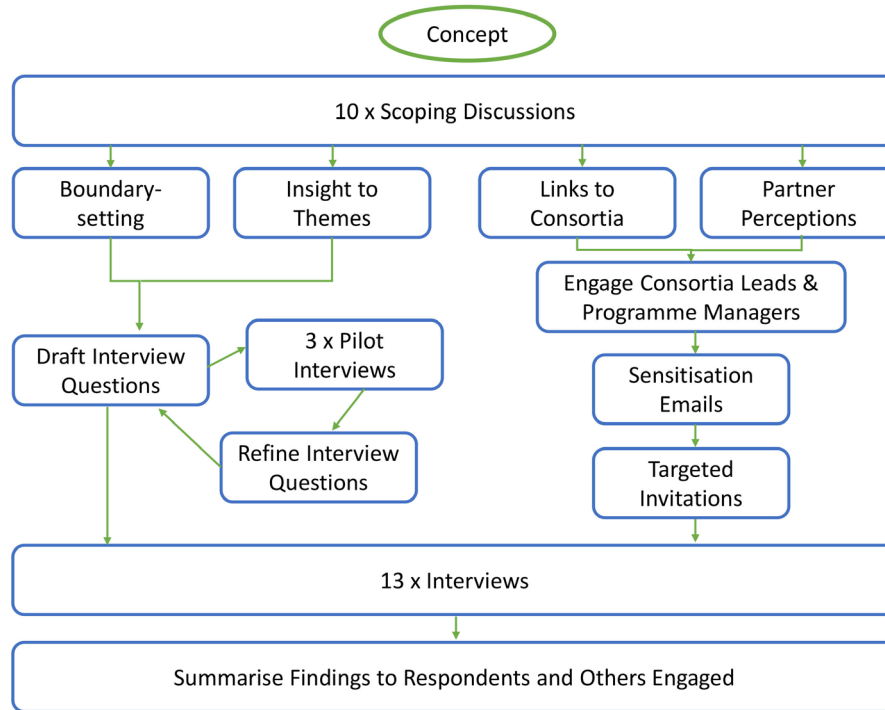 Concept
10 x Scoping Discussions
Boundary-
setting
Insight to
Themes
Links to
Consortia
Partner
Perceptions
Engage Consortia Leads &
Programme Managers
Draft Interview
Questions
3 x Pilot
Interviews
Sensitisation
Emails
Refine Interview
Questions
Targeted
Invitations
13 x Interviews
Summarise Findings to Respondents and Others Engaged